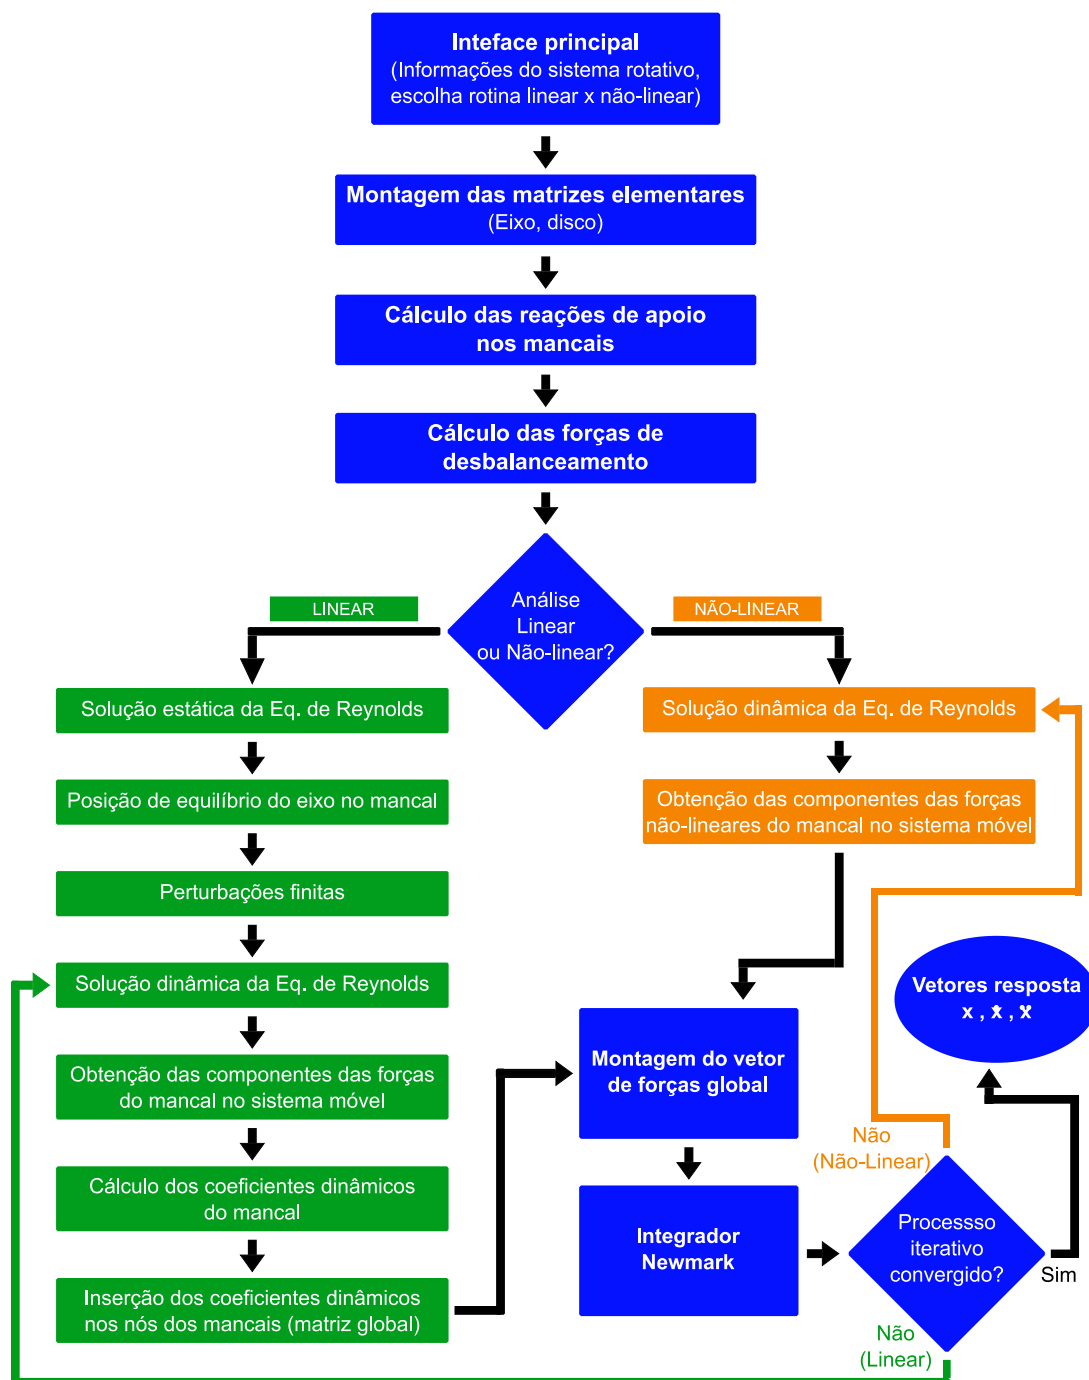 Inteface principal
(Informações do sistema rotativo,
escolha rotina linear x não-linear)
Montagem das matrizes elementares
(Eixo, disco)
Cálculo das reações de apoio
nos mancais
Cálculo das forças de
desbalanceamento
Análise
Linear
ou Não-linear?
LINEAR
NÃO-LINEAR
Solução estática da Eq. de Reynolds
Posição de equilíbrio do eixo no mancal
Perturbações finitas
Solução dinâmica da Eq. de Reynolds
Obtenção das componentes das forças
do mancal no sistema móvel
Cálculo dos coeficientes dinâmicos
do mancal
Inserção dos coeficientes dinâmicos
nos nós dos mancais (matriz global)
Solução dinâmica da Eq. de Reynolds
Obtenção das componentes das forças
não-lineares do mancal no sistema móvel
Montagem do vetor
de forças global
Integrador
Newmark
Processso
iterativo
convergido?
Não
(Não-Linear)
Sim
Não
(Linear)
Vetores resposta
x , ẋ , ẍ